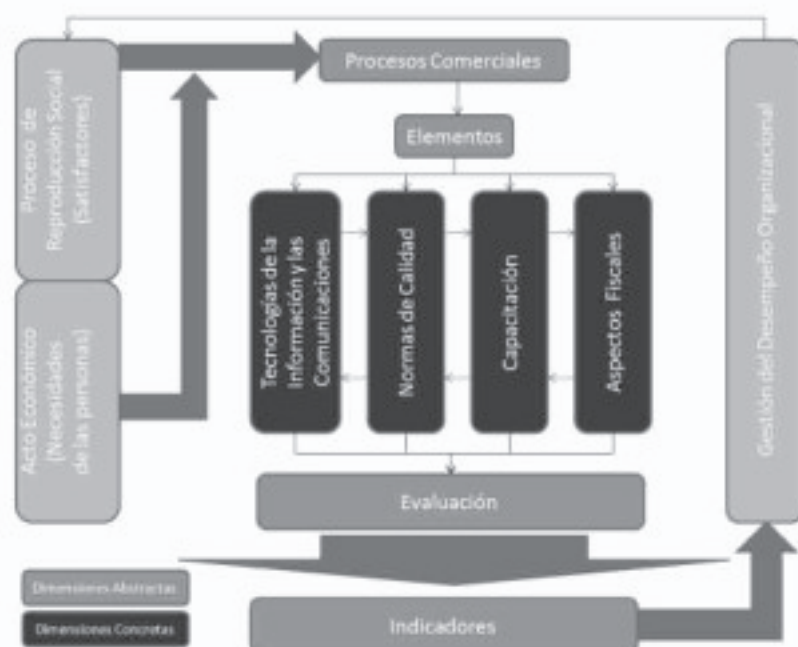 Proceso de
Reproducción Social
(Satisfactores)
Acto Económico
(Necesidades
de las personas)
Procesos Comerciales
Elementos
Tecnologías de la
Información y las
Comunicaciones
Normas de Calidad
Capacitación
Aspectos Fiscales
Evaluación
Indicadores
Gestión del Desempeño Organizacional
Dimensiones Abstractas
Dimensiones Concretas